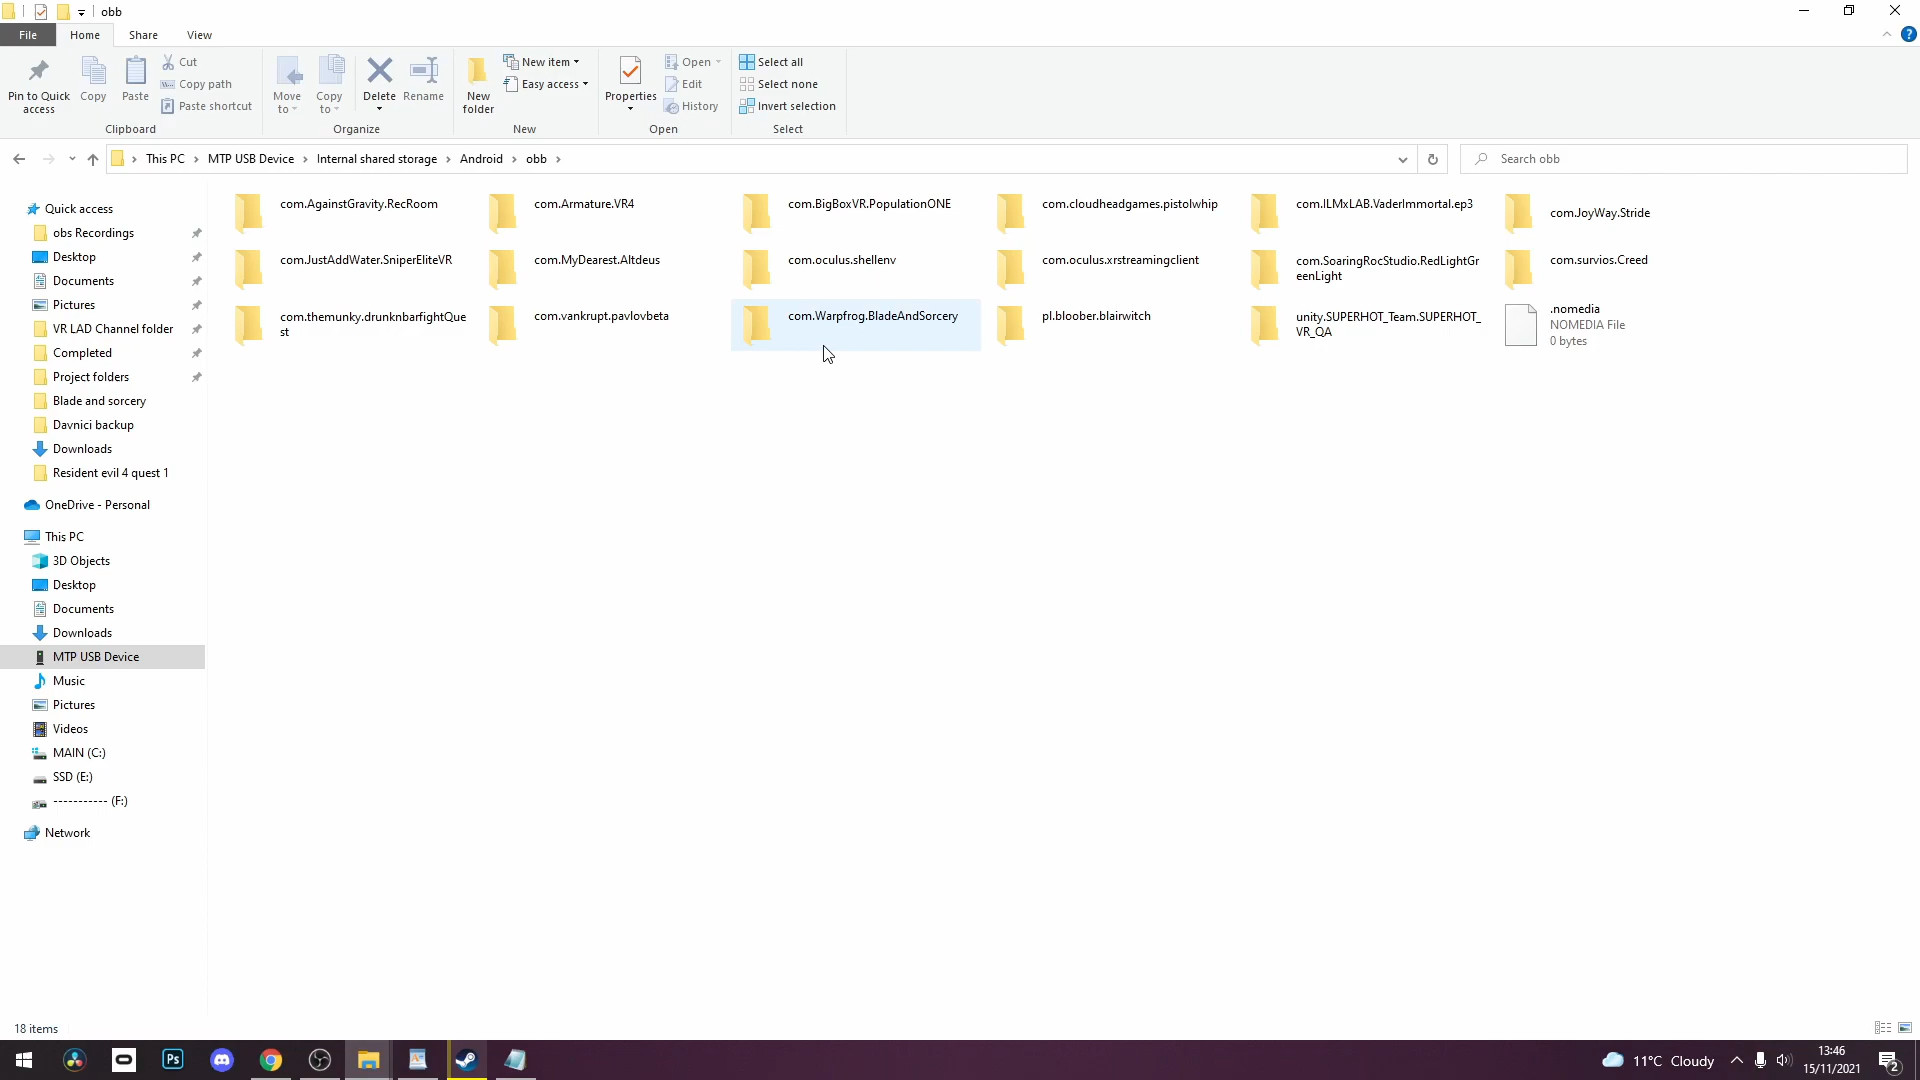 obb
File
Home
Share
View
Pin to Quick
access
Copy
Paste
Cut
Copy path
Paste shortcut
Clipboard
Move
to
Copy
to
Delete
Rename
Organize
New
folder
New item
Easy access
New
Properties
Open
Edit
History
Open
Select all
Select none
Invert selection
Select
This PC
MTP USB Device
Internal shared storage
Android
obb
Search obb
Quick access
obs Recordings
Desktop
Documents
Pictures
VR LAD Channel folder
Completed
Project folders
Blade and sorcery
Davnici backup
Downloads
Resident evil 4 quest 1
OneDrive - Personal
This PC
3D Objects
Desktop
Documents
Downloads
MTP USB Device
Music
Pictures
Videos
MAIN (C:)
SSD (E:)
----------- (F:)
Network
com.AgainstGravity.RecRoom
com.Armature.VR4
com.BigBoxVR.PopulationONE
com.cloudheadgames.pistolwhip
com.ILMxLAB.VaderImmortal.ep3
com.JoyWay.Stride
com.JustAddWater.SniperEliteVR
com.MyDearest.Altdeus
com.oculus.shellenv
com.oculus.xrstreamingclient
com.SoaringRocStudio.RedLightGr
eenLight
com.survios.Creed
com.themunky.drunknbarfightQue
st
com.vankrupt.pavlovbeta
com.Warpfrog.BladeAndSorcery
pl.bloober.blairwitch
unity.SUPERHOT_Team.SUPERHOT_
VR_QA
.nomedia
NOMEDIA File
0 bytes
18 items
Ps
11°C Cloudy
13:46
15/11/2021
2